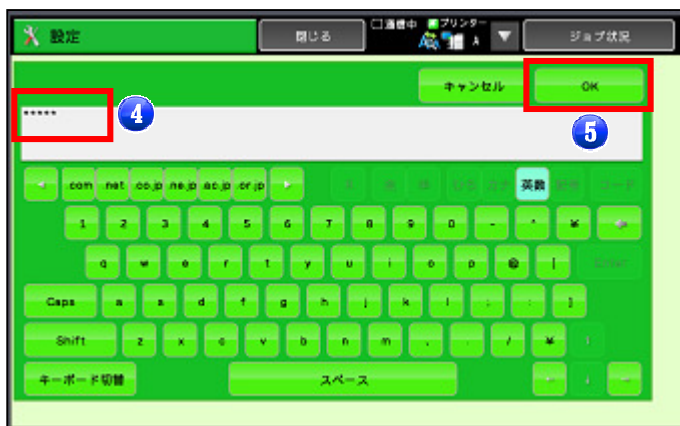 設定 閉じる 通信中 プリンター ジョブ状況
キャンセル OK
***** 4
5
.com .net .co.jp .ne.jp .ac.jp .or.jp 英数
1 2 3 4 5 6 7 8 9 0 - ^ ¥
q w e r t y u i o p @ [ Enter
Caps a s d f g h j k l ; : ]
Shift z x c v b n m , . / ¥
キーボード切替 スペース